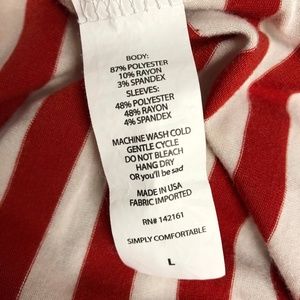 BODY:
87% POLYESTER
10% RAYON
3% SPANDEX
SLEEVES:
48% POLYESTER
48% RAYON
4% SPANDEX
MACHINE WASH COLD
GENTLE CYCLE
DO NOT BLEACH
HANG DRY
OR you'll be sad
MADE IN USA
FABRIC IMPORTED
RN# 142161
SIMPLY COMFORTABLE
L